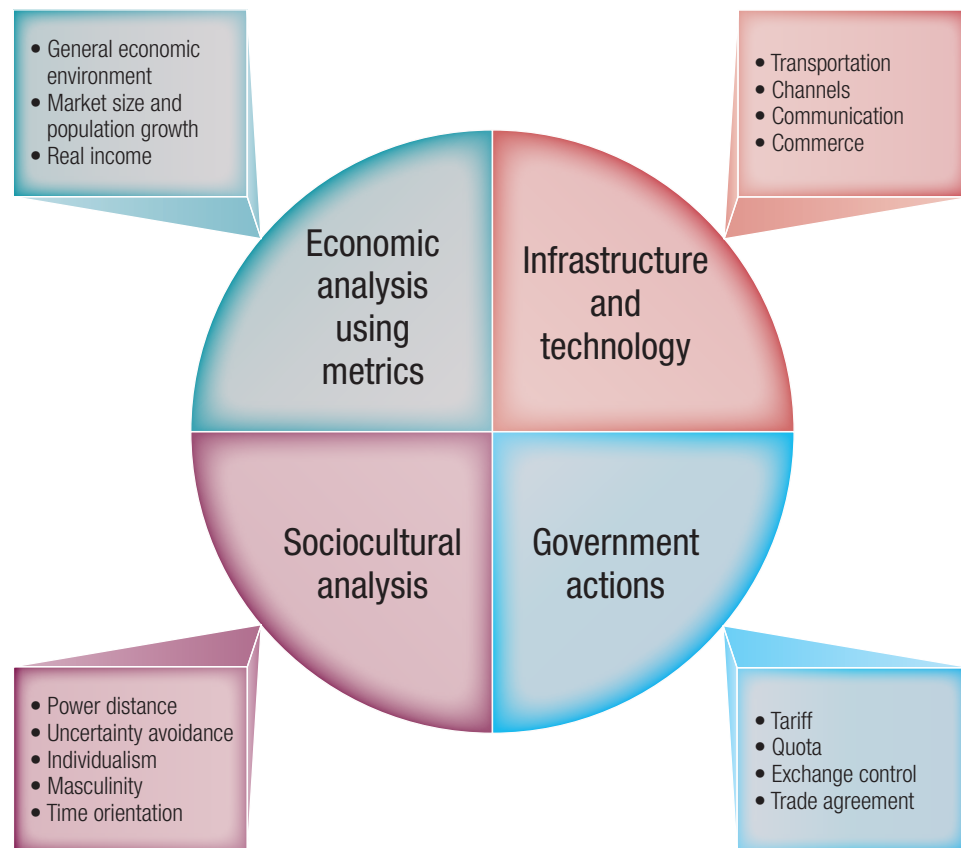 • General economic
environment
• Market size and
population growth
• Real income
• Transportation
• Channels
• Communication
• Commerce
Economic
analysis
using
metrics
Infrastructure
and
technology
Sociocultural
analysis
Government
actions
• Power distance
• Uncertainty avoidance
• Individualism
• Masculinity
• Time orientation
• Tariff
• Quota
• Exchange control
• Trade agreement